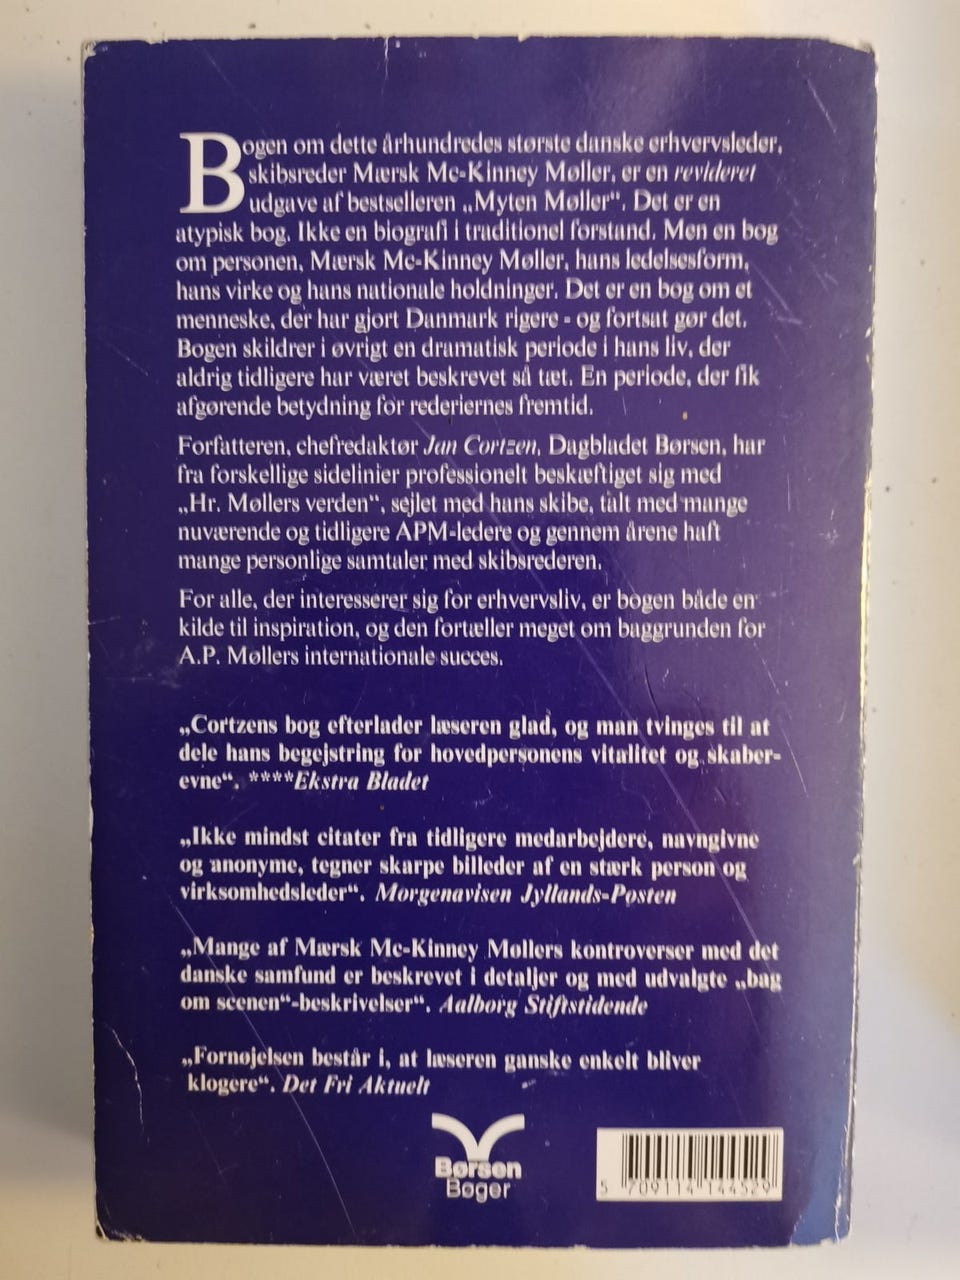 Bogen om dette århundredes største danske erhvervsleder,
skibsreder Mærsk Mc-Kinney Møller, er en revideret
udgave af bestselleren „Myten Møller“. Det er en
atypisk bog. Ikke en biografi i traditionel forstand. Men en bog
om personen, Mærsk Mc-Kinney Møller, hans ledelsesform,
hans virke og hans nationale holdninger. Det er en bog om et
menneske, der har gjort Danmark rigere - og fortsat gør det.
Bogen skildrer i øvrigt en dramatisk periode i hans liv, der
aldrig tidligere har været beskrevet så tæt. En periode, der fik
afgørende betydning for rederiernes fremtid.
Forfatteren, chefredaktør Jan Cortzen, Dagbladet Børsen, har
fra forskellige sidelinier professionelt beskæftiget sig med
„Hr. Møllers verden“, sejlet med hans skibe, talt med mange
nuværende og tidligere APM-ledere og gennem årene haft
mange personlige samtaler med skibsrederen.
For alle, der interesserer sig for erhvervsliv, er bogen både en
kilde til inspiration, og den fortæller meget om baggrunden for
A.P. Møllers internationale succes.
„Cortzens bog efterlader læseren glad, og man tvinges til at
dele hans begejstring for hovedpersonens vitalitet og skaber-
evne“. ****Ekstra Bladet
„Ikke mindst citater fra tidligere medarbejdere, navngivne
og anonyme, tegner skarpe billeder af en stærk person og
virksomhedsleder“. Morgenavisen Jyllands-Posten
„Mange af Mærsk Mc-Kinney Møllers kontroverser med det
danske samfund er beskrevet i detaljer og med udvalgte „bag
om scenen“-beskrivelser“. Aalborg Stiftstidende
„Fornøjelsen består i, at læseren ganske enkelt bliver
klogere“. Det Fri Aktuelt
Børsen
Bøger
5 709114 144529